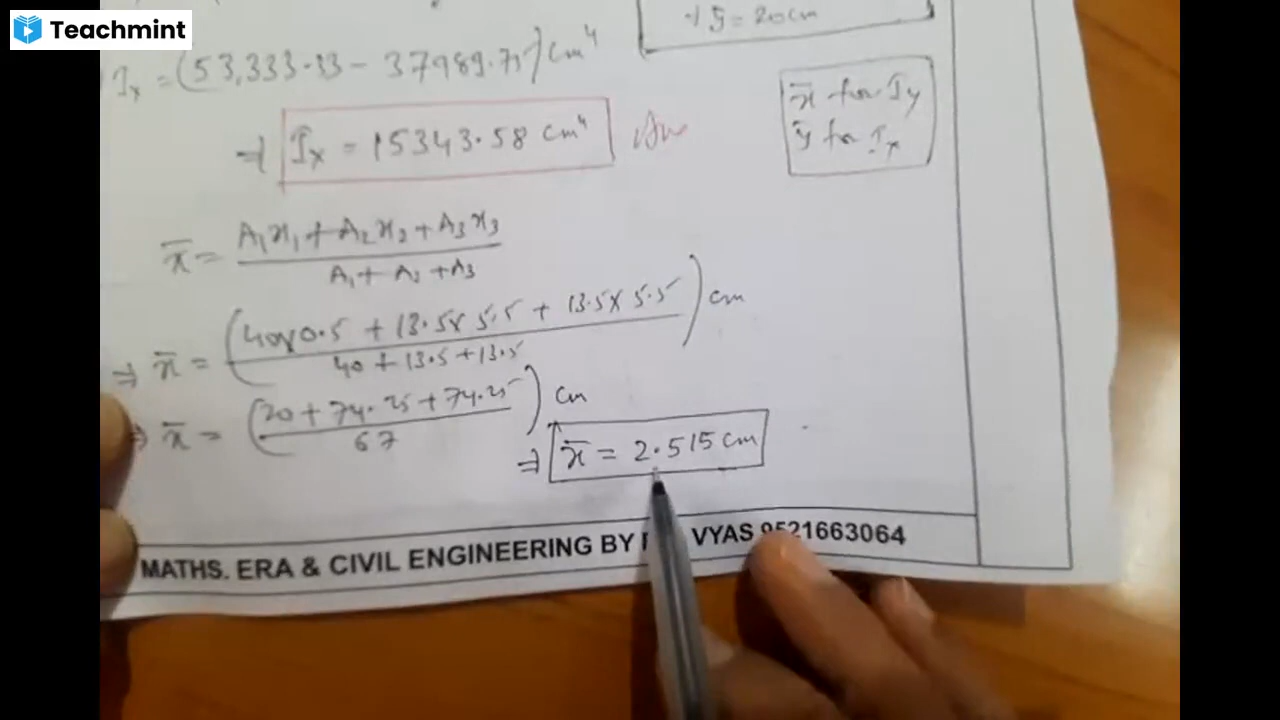 Teachmint
⇒ ȳ = 20cm
Iₓ = (53,333.33 - 37989.75) cm⁴
⇒ Iₓ = 15343.58 cm⁴ Ans
x̄ for Iy
ȳ for Iₓ
x̄ = A₁x₁ + A₂x₂ + A₃x₃ / A₁ + A₂ + A₃
⇒ x̄ = (40×0.5 + 13.5×5.5 + 13.5×5.5 / 40 + 13.5 + 13.5) cm
⇒ x̄ = (20 + 74.25 + 74.25 / 67) cm
⇒ x̄ = 2.515 cm
MATHS. ERA & CIVIL ENGINEERING BY VYAS 9521663064